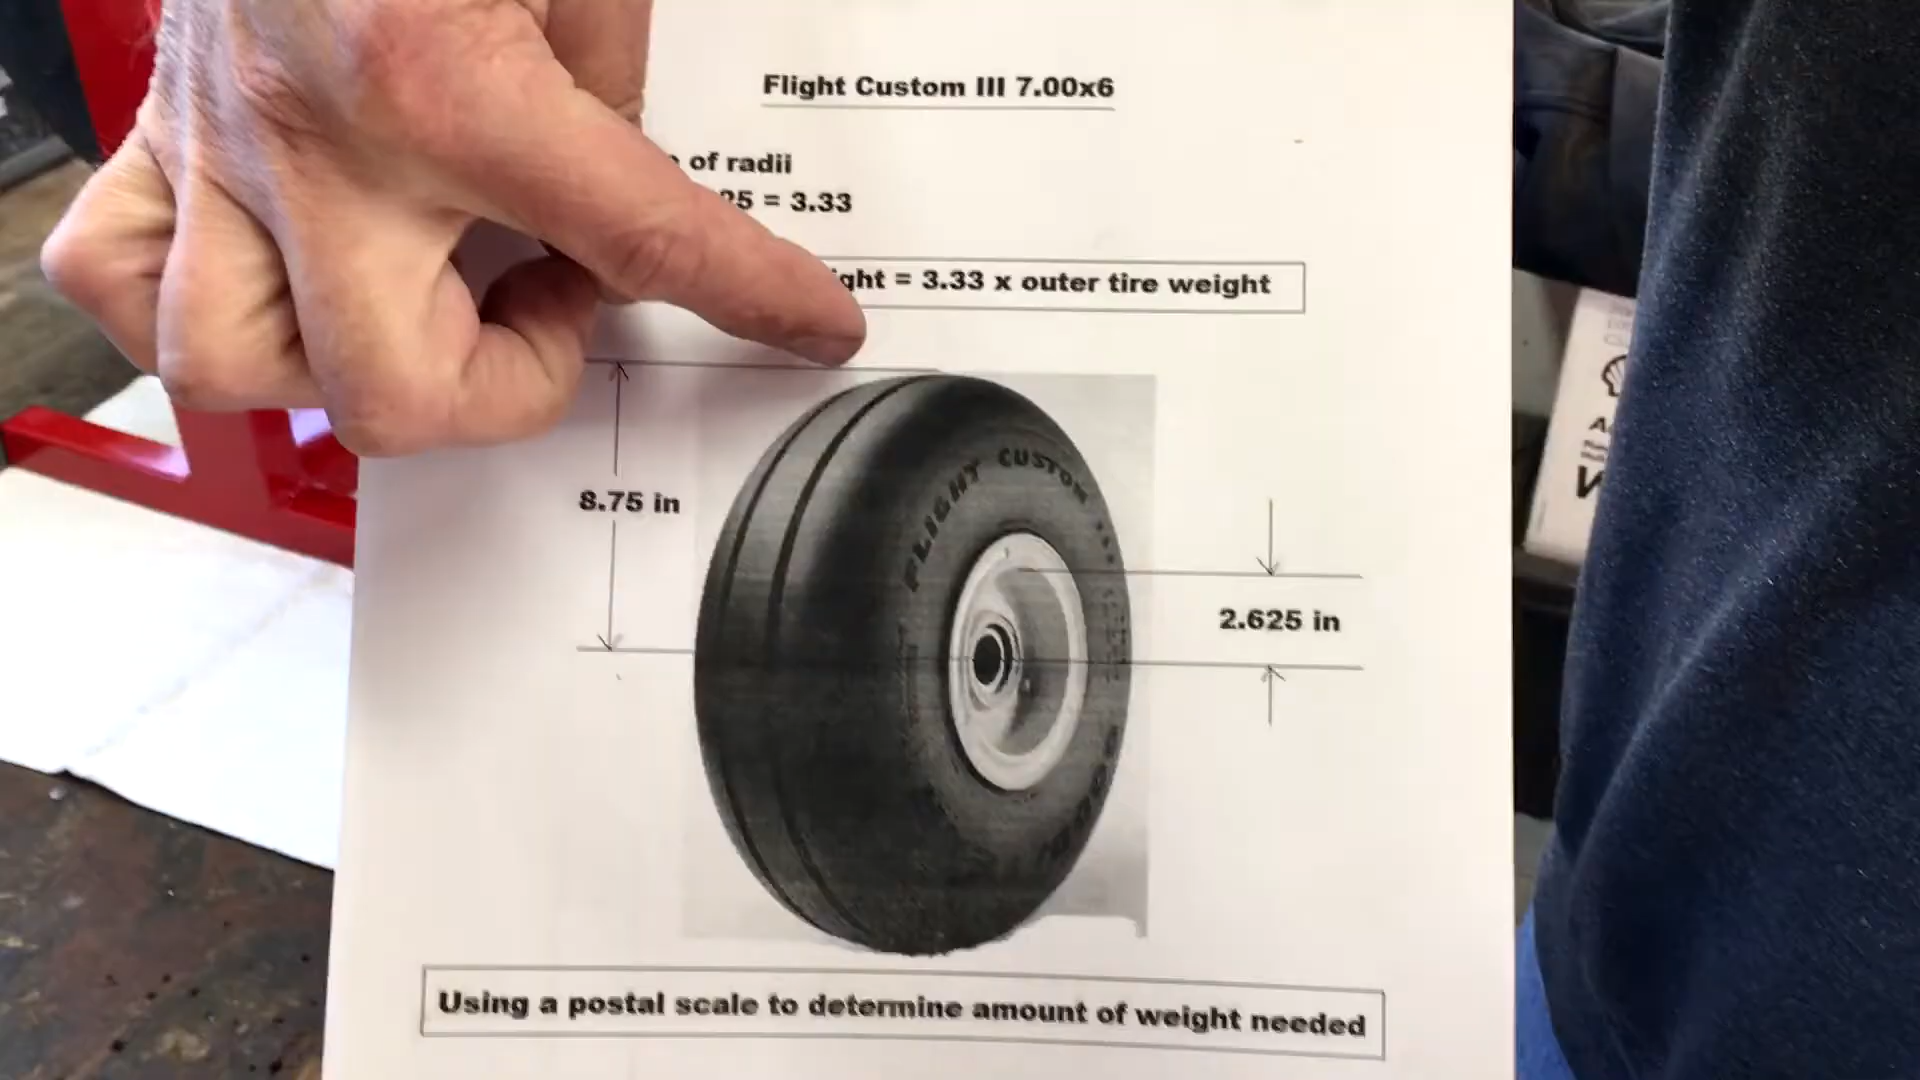 Flight Custom III 7.00x6
of radii
25 = 3.33
ght = 3.33 x outer tire weight
8.75 in
FLIGHT CUSTOM III
2.625 in
Using a postal scale to determine amount of weight needed